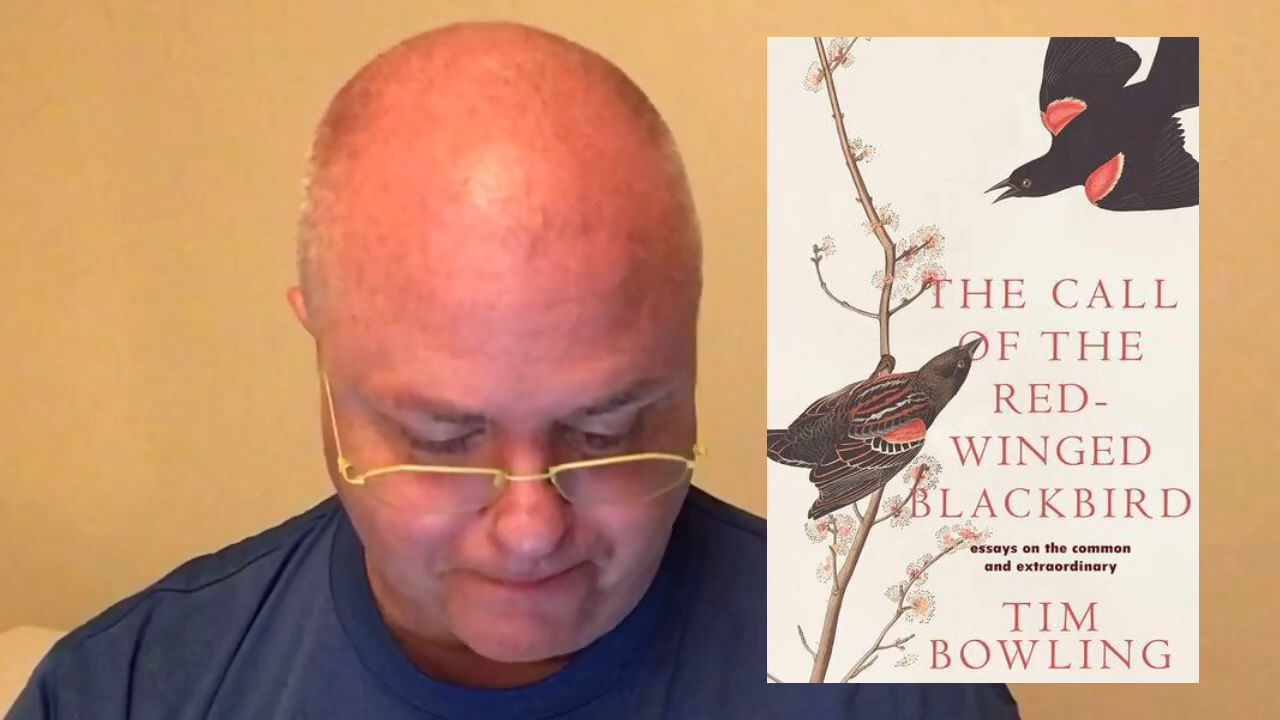 THE CALL
OF THE
RED-
WINGED
BLACKBIRD
essays on the common
and extraordinary
TIM
BOWLING